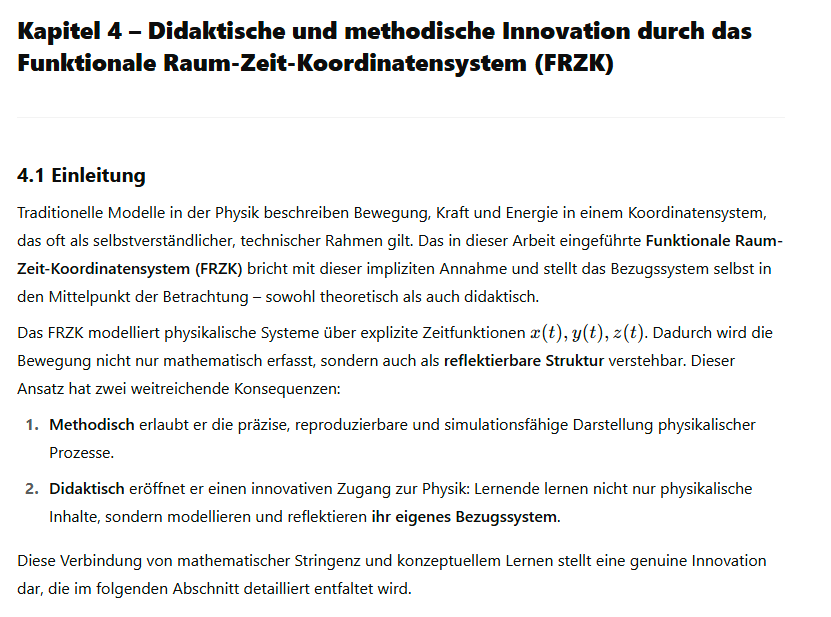 Kapitel 4 – Didaktische und methodische Innovation durch das
Funktionale Raum-Zeit-Koordinatensystem (FRZK)
4.1 Einleitung
Traditionelle Modelle in der Physik beschreiben Bewegung, Kraft und Energie in einem Koordinatensystem,
das oft als selbstverständlicher, technischer Rahmen gilt. Das in dieser Arbeit eingeführte Funktionale Raum-
Zeit-Koordinatensystem (FRZK) bricht mit dieser impliziten Annahme und stellt das Bezugssystem selbst in
den Mittelpunkt der Betrachtung – sowohl theoretisch als auch didaktisch.
Das FRZK modelliert physikalische Systeme über explizite Zeitfunktionen x(t), y(t), z(t). Dadurch wird die
Bewegung nicht nur mathematisch erfasst, sondern auch als reflektierbare Struktur verstehbar. Dieser
Ansatz hat zwei weitreichende Konsequenzen:
1. Methodisch erlaubt er die präzise, reproduzierbare und simulationsfähige Darstellung physikalischer
Prozesse.
2. Didaktisch eröffnet er einen innovativen Zugang zur Physik: Lernende lernen nicht nur physikalische
Inhalte, sondern modellieren und reflektieren ihr eigenes Bezugssystem.
Diese Verbindung von mathematischer Stringenz und konzeptuellem Lernen stellt eine genuine Innovation
dar, die im folgenden Abschnitt detailliert entfaltet wird.